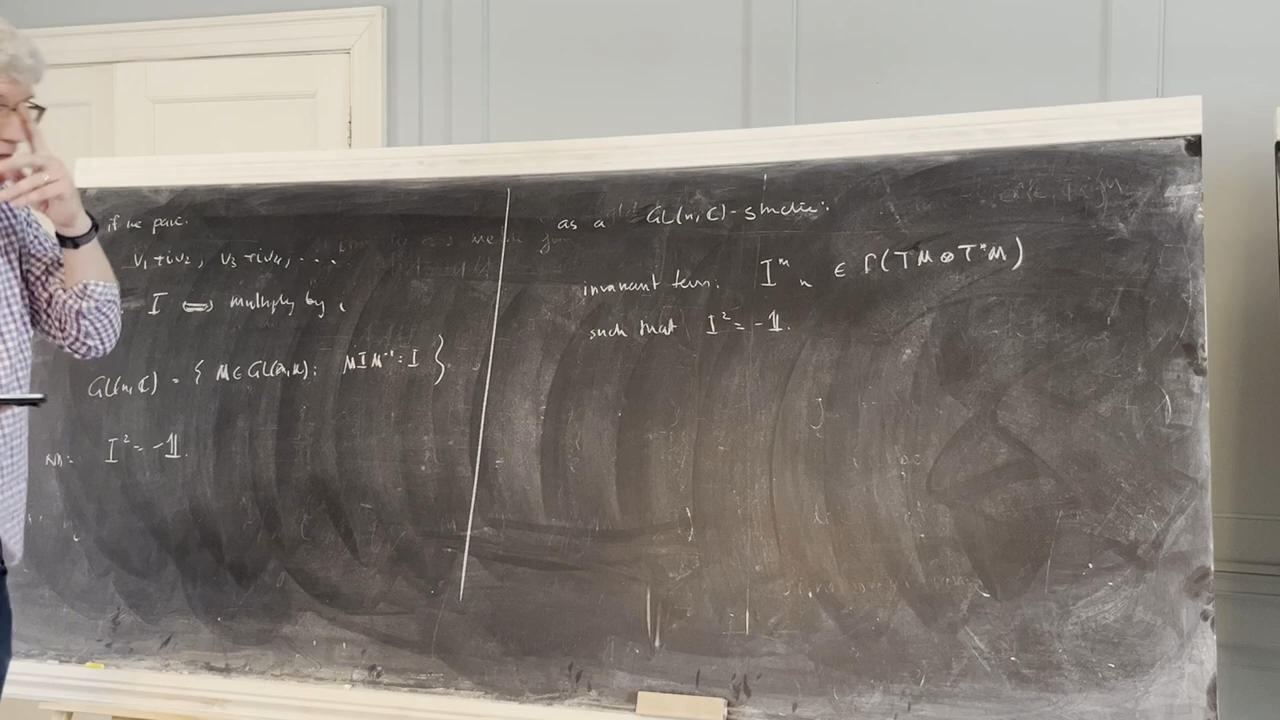 if we pair:
V₁+iv₂, V₃+iv₄, ...
I ⟺ multiply by i
GL(n,ℂ) = { M ∈ GL(2n,ℝ) : MIM⁻¹ = I }.
NB: I² = -𝟙.
as a GL(n,ℂ)-structure:
invariant tensor: Iᵐₙ ∈ Γ(TM⊗T*M)
such that I² = -𝟙.